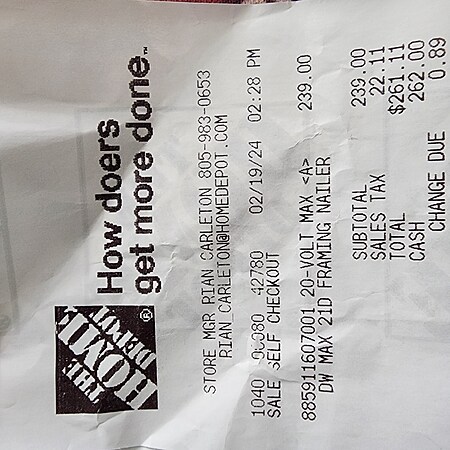 THE
HOME
DEPOT®
How doers
get more done.™
STORE MGR RIAN CARLETON 805-983-0653
RIAN_CARLETON@HOMEDEPOT.COM
1040 00080 42780 02/19/24 02:28 PM
SALE SELF CHECKOUT
885911607001 20-VOLT MAX <A> 239.00
DW MAX 21D FRAMING NAILER
SUBTOTAL 239.00
SALES TAX 22.11
TOTAL $261.11
CASH 262.00
CHANGE DUE 0.89